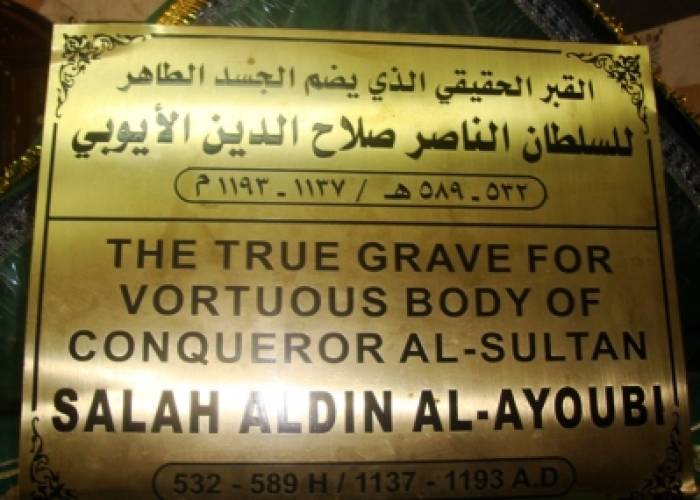 القبر الحقيقي الذي يضم الجسد الطاهر
للسلطان الناصر صلاح الدين الأيوبي
٥٣٢ - ٥٨٩ هـ / ١١٣٧ - ١١٩٣ م
THE TRUE GRAVE FOR
VORTUOUS BODY OF
CONQUEROR AL-SULTAN
SALAH ALDIN AL-AYOUBI
532 - 589 H / 1137 - 1193 A.D